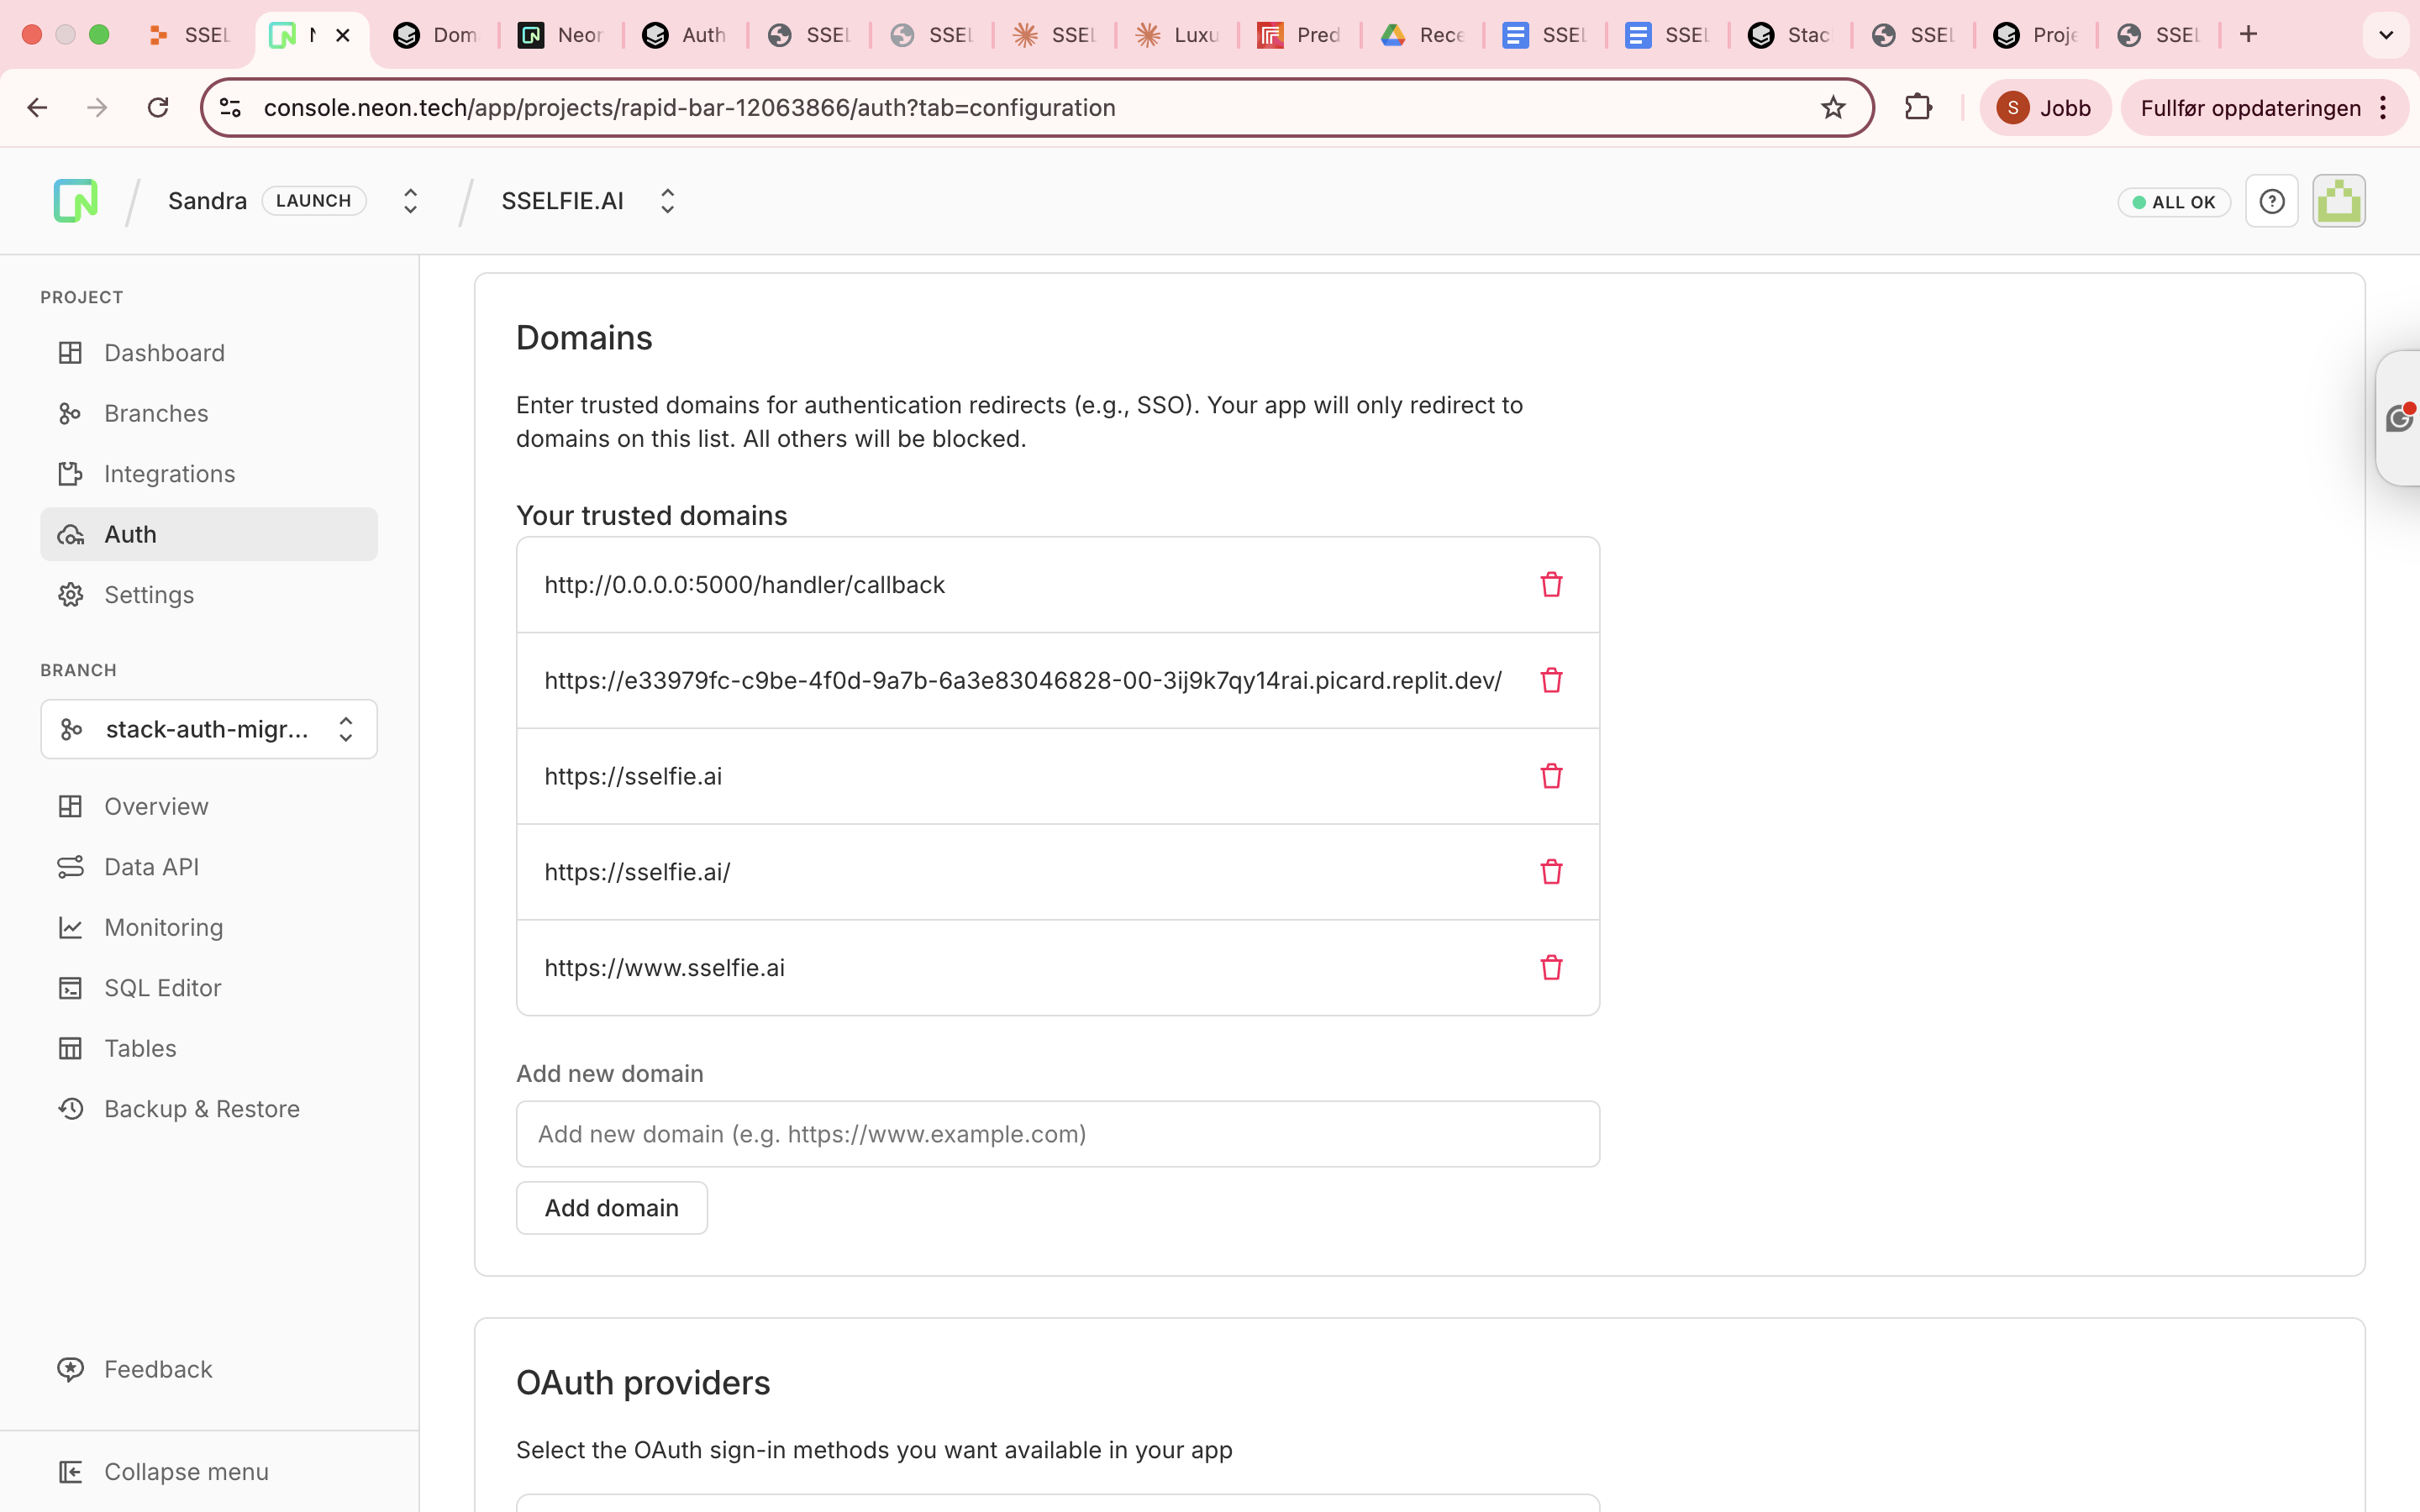 SSEL
Dom
Neon
Auth
SSEL
SSEL
SSEL
Luxu
Pred
Rece
SSEL
SSEL
Stac
SSEL
Proje
SSEL
console.neon.tech/app/projects/rapid-bar-12063866/auth?tab=configuration
S Jobb
Fullfør oppdateringen
Sandra LAUNCH
SSELFIE.AI
ALL OK
PROJECT
Dashboard
Branches
Integrations
Auth
Settings
BRANCH
stack-auth-migr...
Overview
Data API
Monitoring
SQL Editor
Tables
Backup & Restore
Feedback
Collapse menu
Domains
Enter trusted domains for authentication redirects (e.g., SSO). Your app will only redirect to
domains on this list. All others will be blocked.
Your trusted domains
http://0.0.0.0:5000/handler/callback
https://e33979fc-c9be-4f0d-9a7b-6a3e83046828-00-3ij9k7qy14rai.picard.replit.dev/
https://sselfie.ai
https://sselfie.ai/
https://www.sselfie.ai
Add new domain
Add new domain (e.g. https://www.example.com)
Add domain
OAuth providers
Select the OAuth sign-in methods you want available in your app